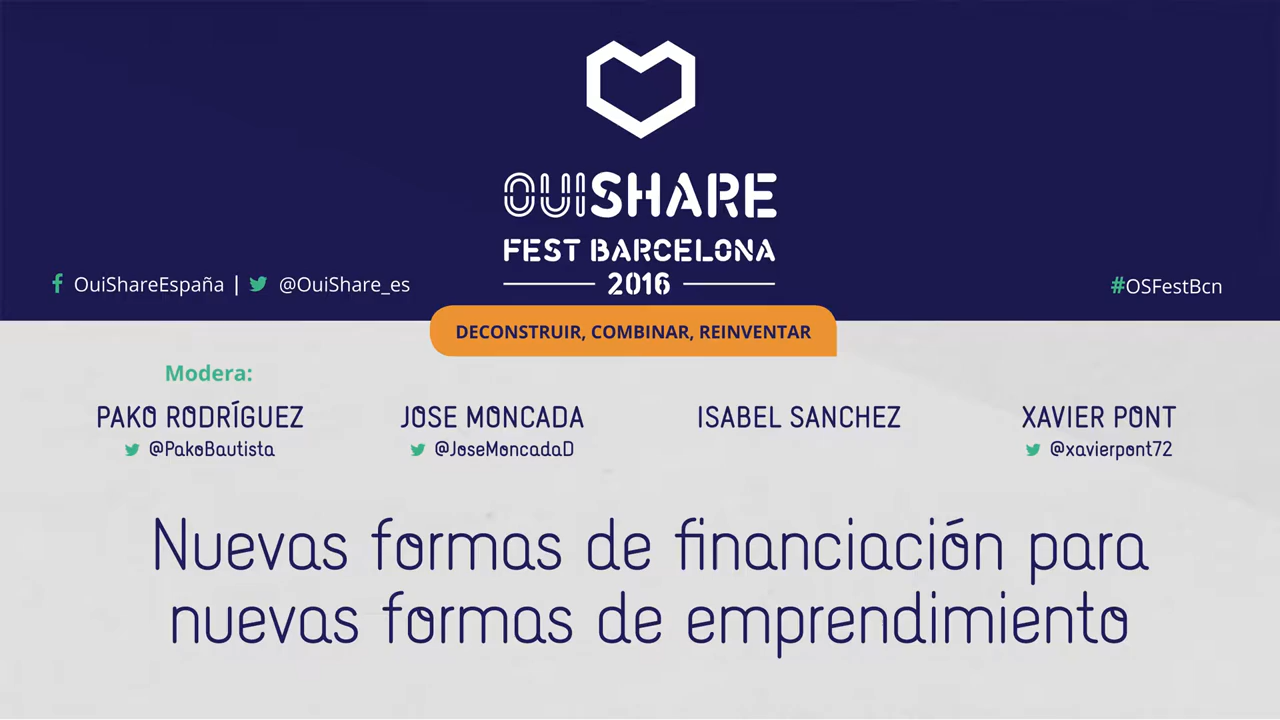 OUISHARE
FEST BARCELONA
2016
OuiShareEspaña | @OuiShare_es
#OSFestBcn
DECONSTRUIR, COMBINAR, REINVENTAR
Modera:
PAKO RODRÍGUEZ
@PakoBautista
JOSE MONCADA
@JoseMoncadaD
ISABEL SANCHEZ
XAVIER PONT
@xavierpont72
Nuevas formas de financiación para
nuevas formas de emprendimiento